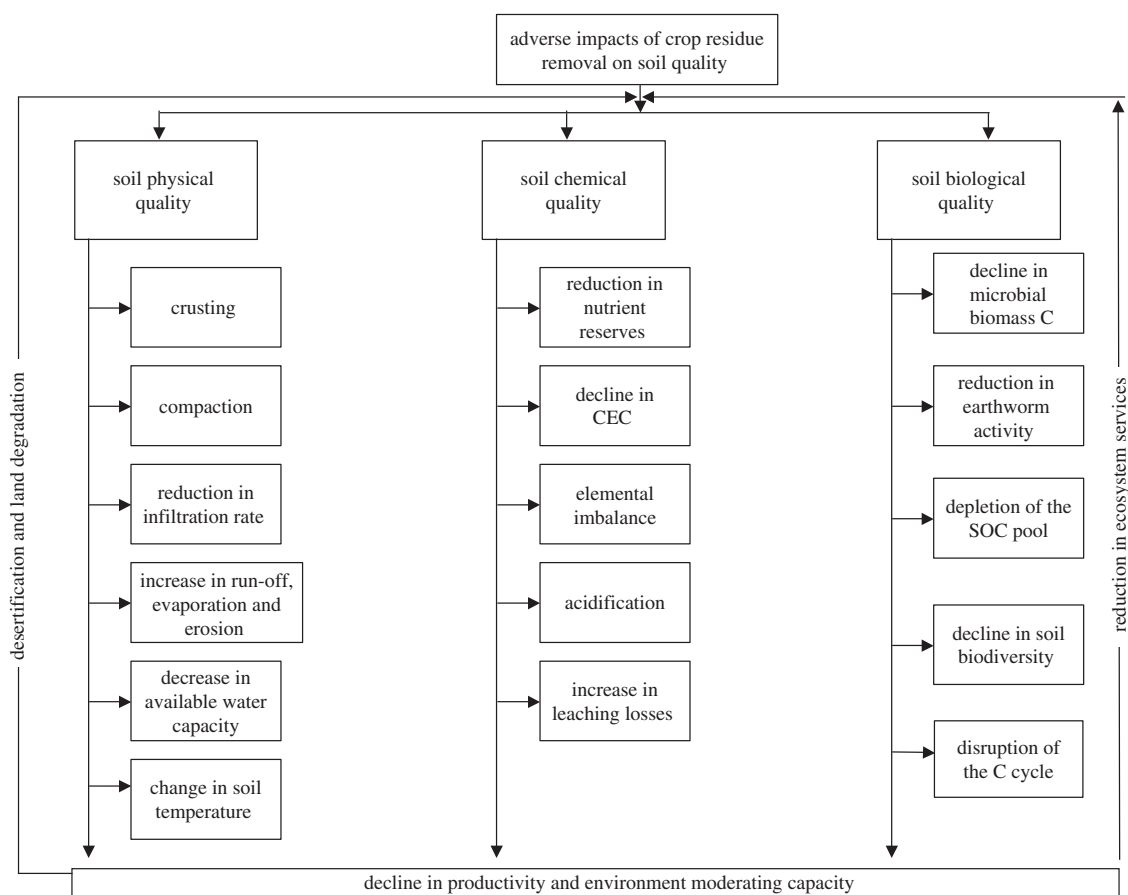 adverse impacts of crop residue
removal on soil quality
soil physical
quality
soil chemical
quality
soil biological
quality
crusting
compaction
reduction in
infiltration rate
increase in run-off,
evaporation and
erosion
decrease in
available water
capacity
change in soil
temperature
reduction in
nutrient
reserves
decline in
CEC
elemental
imbalance
acidification
increase in
leaching losses
decline in
microbial
biomass C
reduction in
earthworm
activity
depletion of the
SOC pool
decline in soil
biodiversity
disruption of
the C cycle
desertification and land degradation
reduction in ecosystem services
decline in productivity and environment moderating capacity